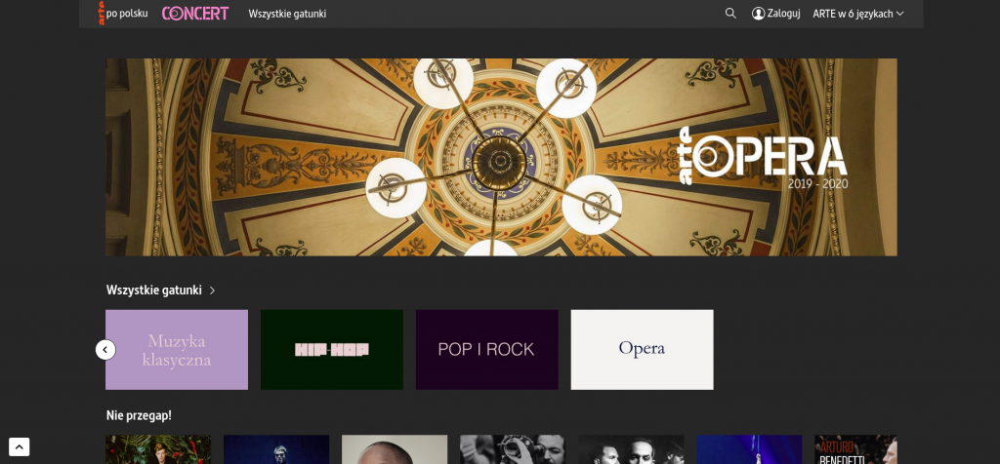 arte
po polsku CONCERT Wszystkie gatunki Zaloguj ARTE w 6 językach
arte OPERA
2019 - 2020
Wszystkie gatunki
Muzyka
klasyczna
HIP-HOP
POP I ROCK
Opera
Nie przegap!
ARTURO
BENEDETTI